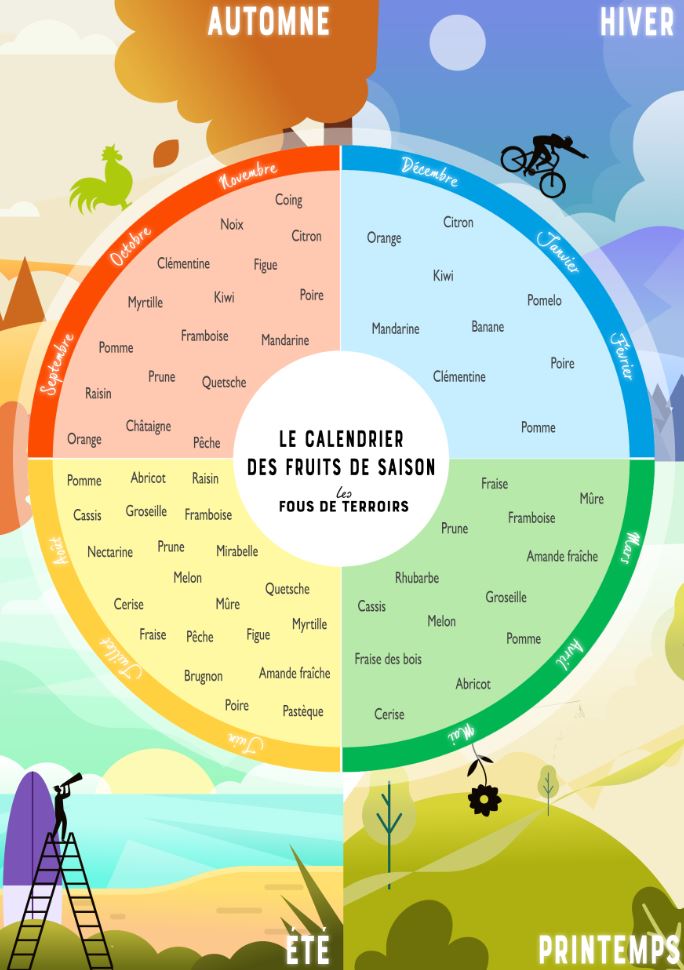 AUTOMNE
HIVER
Septembre
Octobre
Novembre
Décembre
Janvier
Février
Coing
Noix
Citron
Clémentine
Figue
Myrtille
Kiwi
Poire
Framboise
Mandarine
Pomme
Prune
Quetsche
Raisin
Châtaigne
Orange
Pêche
Citron
Orange
Kiwi
Pomelo
Mandarine
Banane
Poire
Clémentine
Pomme
LE CALENDRIER
DES FRUITS DE SAISON
les
FOUS DE TERROIRS
Pomme
Abricot
Raisin
Cassis
Groseille
Framboise
Nectarine
Prune
Mirabelle
Melon
Quetsche
Cerise
Mûre
Myrtille
Fraise
Pêche
Figue
Brugnon
Amande fraîche
Poire
Pastèque
Août
Juillet
Juin
Fraise
Mûre
Framboise
Prune
Amande fraîche
Rhubarbe
Groseille
Cassis
Melon
Pomme
Fraise des bois
Abricot
Cerise
Mars
Avril
Mai
ÉTÉ
PRINTEMPS